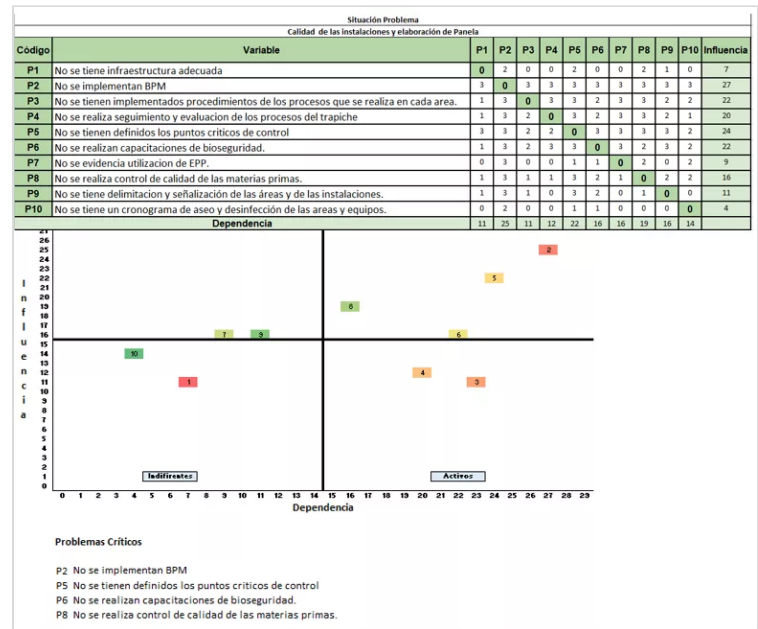 Situación Problema
Calidad de las instalaciones y elaboración de Panela
Código Variable P1 P2 P3 P4 P5 P6 P7 P8 P9 P10 Influencia
P1 No se tiene infraestructura adecuada 0 2 0 0 2 0 0 2 1 0 7
P2 No se implementan BPM 3 0 3 3 3 3 3 3 3 3 27
P3 No se tienen implementados procedimientos de los procesos que se realiza en cada area. 1 3 0 3 3 2 3 3 2 2 22
P4 No se realiza seguimiento y evaluacion de los procesos del trapiche 1 3 2 0 3 2 3 3 2 1 20
P5 No se tienen definidos los puntos criticos de control 3 3 2 2 0 3 3 3 3 2 24
P6 No se realizan capacitaciones de bioseguridad. 1 3 2 3 3 0 3 3 2 2 22
P7 No se evidencia utilizacion de EPP. 0 3 0 0 1 1 0 2 0 2 9
P8 No se realiza control de calidad de las materias primas. 1 3 1 1 3 2 1 0 2 2 16
P9 No se tiene delimitacion y señalización de las áreas y de las instalaciones. 1 3 1 0 3 2 0 1 0 0 11
P10 No se tiene un cronograma de aseo y desinfección de las areas y equipos. 0 2 0 0 1 1 0 0 0 0 4
Dependencia 11 25 11 12 22 16 16 19 16 14
Influencia
26
25 2
24
23
22 5
21
20
19 8
18
17
16 7 9 6
15
14 10
13
12 4
11 1 3
10
9
8
7
6
5
4
3
2
1 Indifirentes Activos
0
0 1 2 3 4 5 6 7 8 9 10 11 12 13 14 15 16 17 18 19 20 21 22 23 24 25 26 27 28 29
Dependencia
Problemas Críticos
P2 No se implementan BPM
P5 No se tienen definidos los puntos criticos de control
P6 No se realizan capacitaciones de bioseguridad.
P8 No se realiza control de calidad de las materias primas.